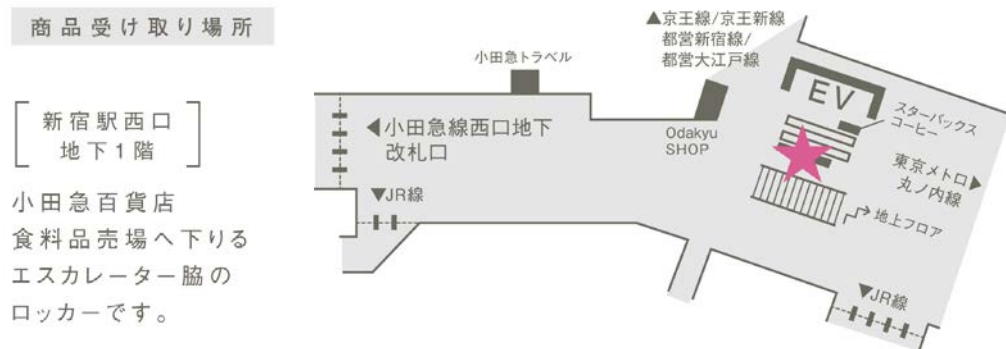 商品受け取り場所
新宿駅西口
地下1階
小田急百貨店
食料品売場へ下りる
エスカレーター脇の
ロッカーです。
▲京王線/京王新線
都営新宿線/
都営大江戸線
小田急トラベル
◀小田急線西口地下
改札口
▼JR線
Odakyu
SHOP
EV
スターバックス
コーヒー
東京メトロ▶
丸ノ内線
地上フロア
▼JR線